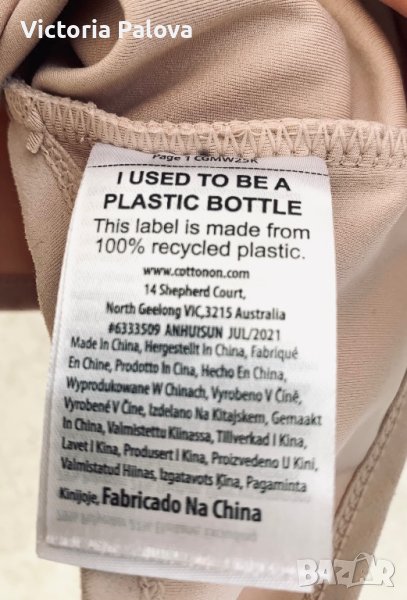 Victoria Palova
Page 1 CGMW25K
I USED TO BE A
PLASTIC BOTTLE
This label is made from
100% recycled plastic.
www.cottonon.com
14 Shepherd Court,
North Geelong VIC,3215 Australia
#6333509 ANHUISUN JUL/2021
Made In China, Hergestellt In China, Fabriqué
En Chine, Prodotto In Cina, Hecho En China,
Wyprodukowane W Chinach, Vyrobeno V Číně,
Vyrobené V Číne, Izdelano Na Kitajskem, Gemaakt
In China, Valmistettu Kiinassa, Tillverkad I Kina,
Lavet I Kina, Produsert I Kina, Proizvedeno U Kini,
Valmistatud Hiinas, Izgatavots Ķīna, Pagaminta
Kinijoje, Fabricado Na China
BAZAR